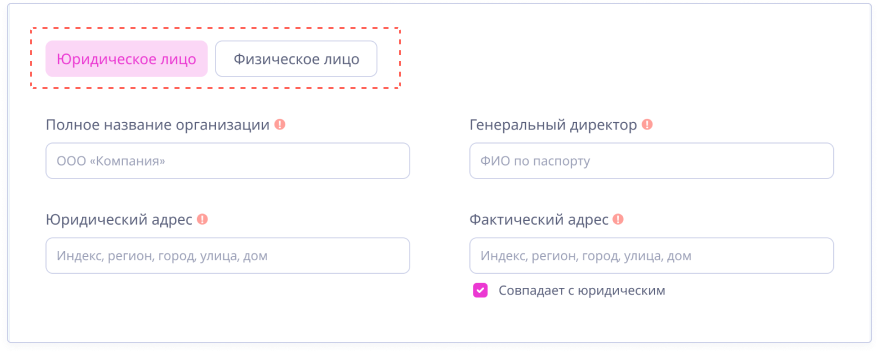 Юридическое лицо Физическое лицо
Полное название организации Генеральный директор
ООО «Компания» ФИО по паспорту
Юридический адрес Фактический адрес
Индекс, регион, город, улица, дом Индекс, регион, город, улица, дом
Совпадает с юридическим